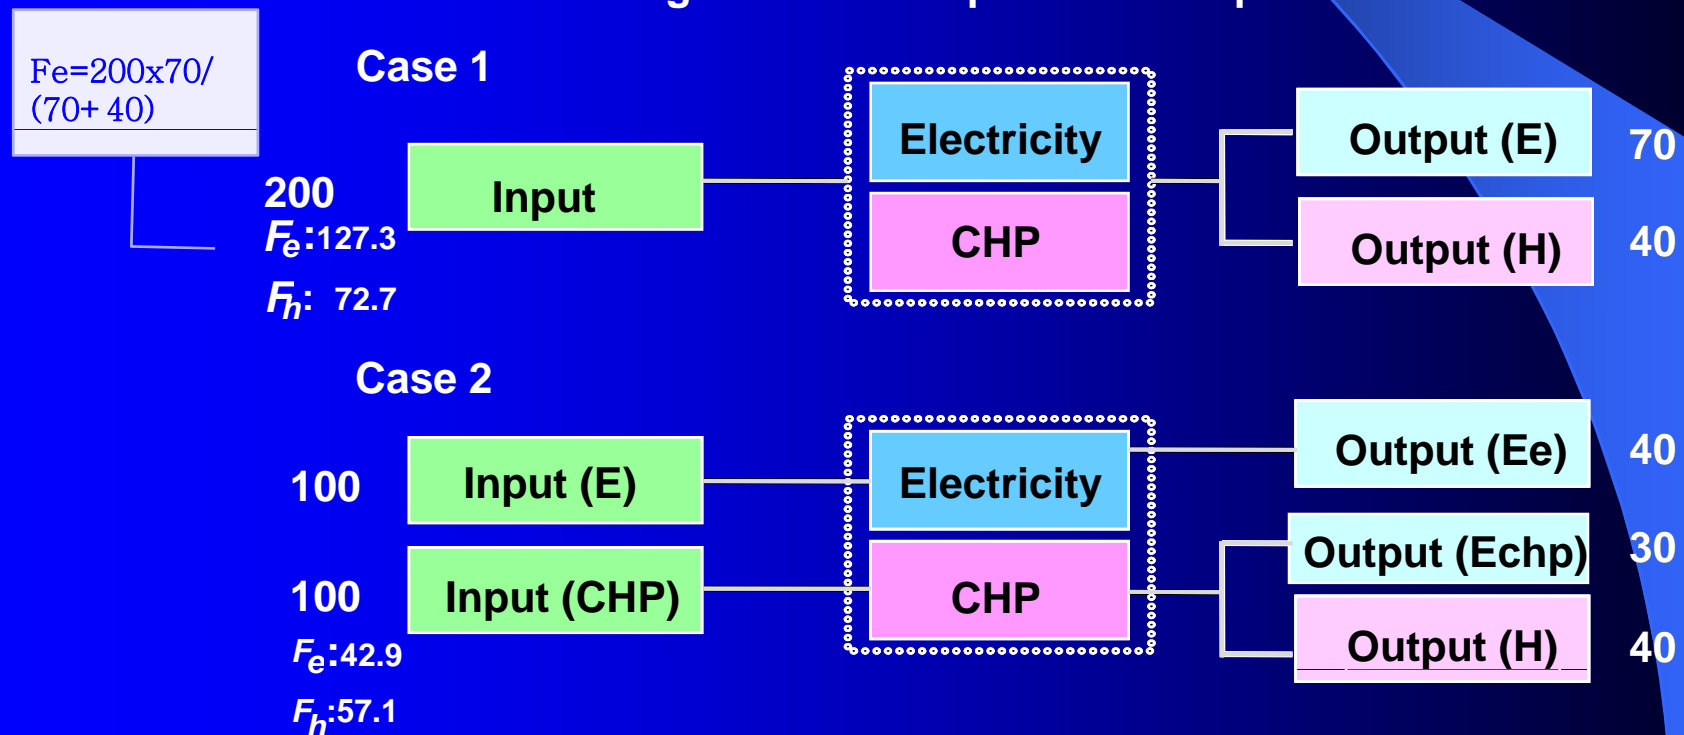 Fe=200x70/
(70+ 40)
Case 1
200
Fe:127.3
Fh: 72.7
Input
Electricity
CHP
Output (E)
70
Output (H)
40
Case 2
100
Input (E)
100
Input (CHP)
Fe:42.9
Fh:57.1
Electricity
CHP
Output (Ee)
40
Output (Echp)
30
Output (H)
40